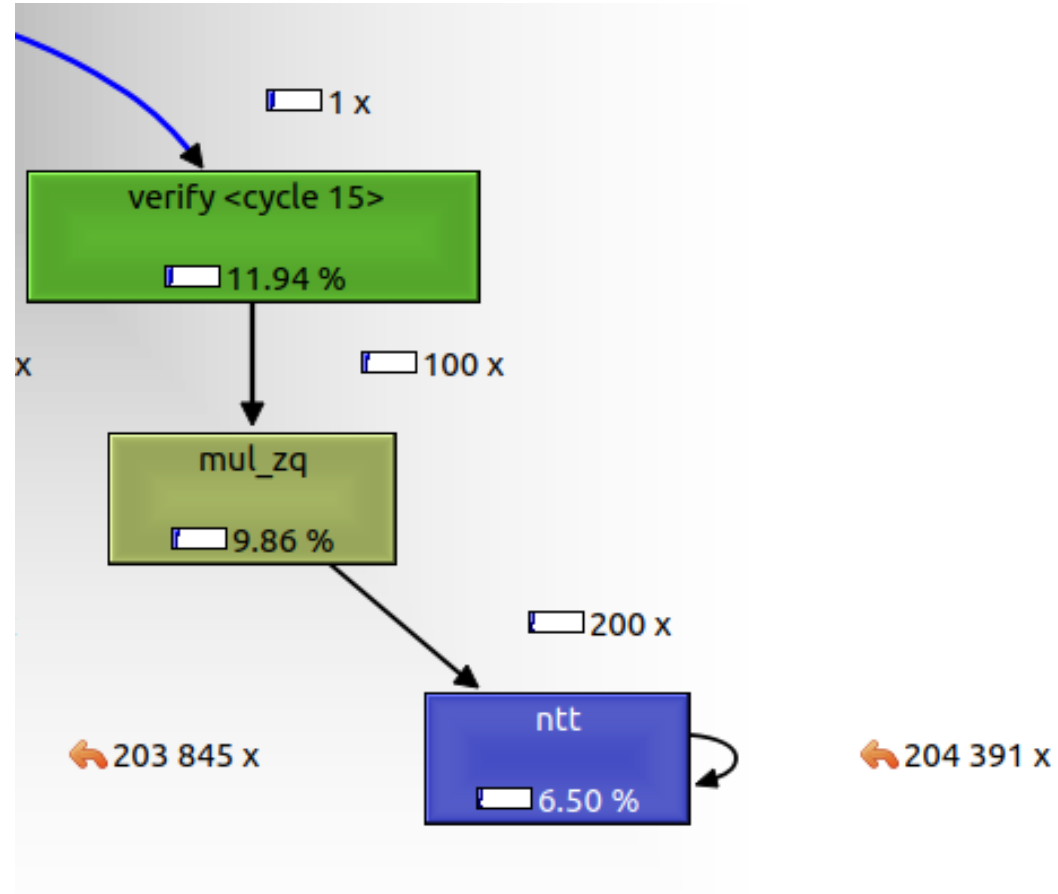 1 x
verify <cycle 15>
11.94 %
x
100 x
mul_zq
9.86 %
200 x
ntt
203 845 x
204 391 x
6.50 %